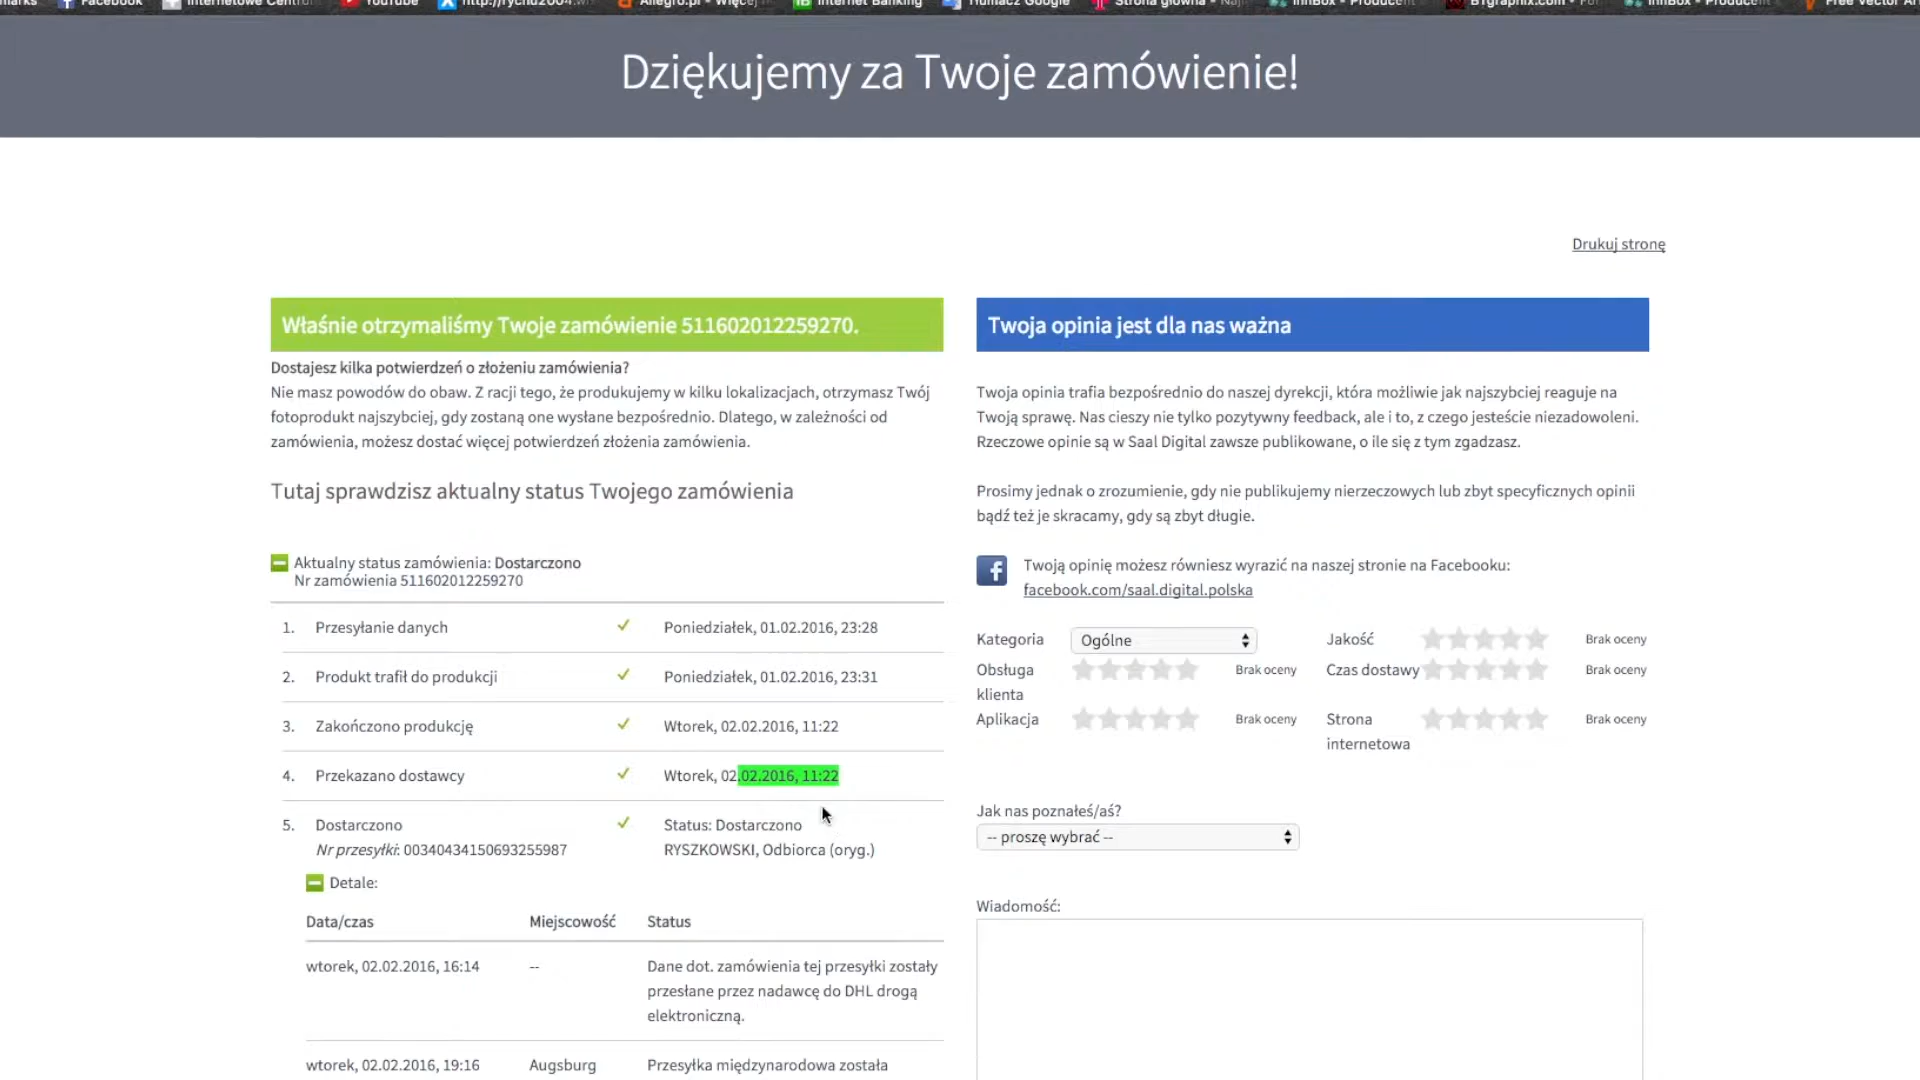 Facebook
YouTube
Dziękujemy za Twoje zamówienie!
Drukuj stronę
Właśnie otrzymaliśmy Twoje zamówienie 511602012259270.
Dostajesz kilka potwierdzeń o złożeniu zamówienia?
Nie masz powodów do obaw. Z racji tego, że produkujemy w kilku lokalizacjach, otrzymasz Twój
fotoprodukt najszybciej, gdy zostaną one wysłane bezpośrednio. Dlatego, w zależności od
zamówienia, możesz dostać więcej potwierdzeń złożenia zamówienia.
Tutaj sprawdzisz aktualny status Twojego zamówienia
Aktualny status zamówienia: Dostarczono
Nr zamówienia 511602012259270
1. Przesyłanie danych Poniedziałek, 01.02.2016, 23:28
2. Produkt trafił do produkcji Poniedziałek, 01.02.2016, 23:31
3. Zakończono produkcję Wtorek, 02.02.2016, 11:22
4. Przekazano dostawcy Wtorek, 02.02.2016, 11:22
5. Dostarczono Status: Dostarczono
Nr przesyłki: 00340434150693255987 RYSZKOWSKI, Odbiorca (oryg.)
Detale:
Data/czas Miejscowość Status
wtorek, 02.02.2016, 16:14 -- Dane dot. zamówienia tej przesyłki zostały
przesłane przez nadawcę do DHL drogą
elektroniczną.
wtorek, 02.02.2016, 19:16 Augsburg Przesyłka międzynarodowa została
Twoja opinia jest dla nas ważna
Twoja opinia trafia bezpośrednio do naszej dyrekcji, która możliwie jak najszybciej reaguje na
Twoją sprawę. Nas cieszy nie tylko pozytywny feedback, ale i to, z czego jesteście niezadowoleni.
Rzeczowe opinie są w Saal Digital zawsze publikowane, o ile się z tym zgadzasz.
Prosimy jednak o zrozumienie, gdy nie publikujemy nierzeczowych lub zbyt specyficznych opinii
bądź też je skracamy, gdy są zbyt długie.
Twoją opinię możesz równiesz wyrazić na naszej stronie na Facebooku:
facebook.com/saal.digital.polska
Kategoria Ogólne Jakość Brak oceny
Obsługa Brak oceny Czas dostawy Brak oceny
klienta
Aplikacja Brak oceny Strona Brak oceny
internetowa
Jak nas poznałeś/aś?
-- proszę wybrać --
Wiadomość: